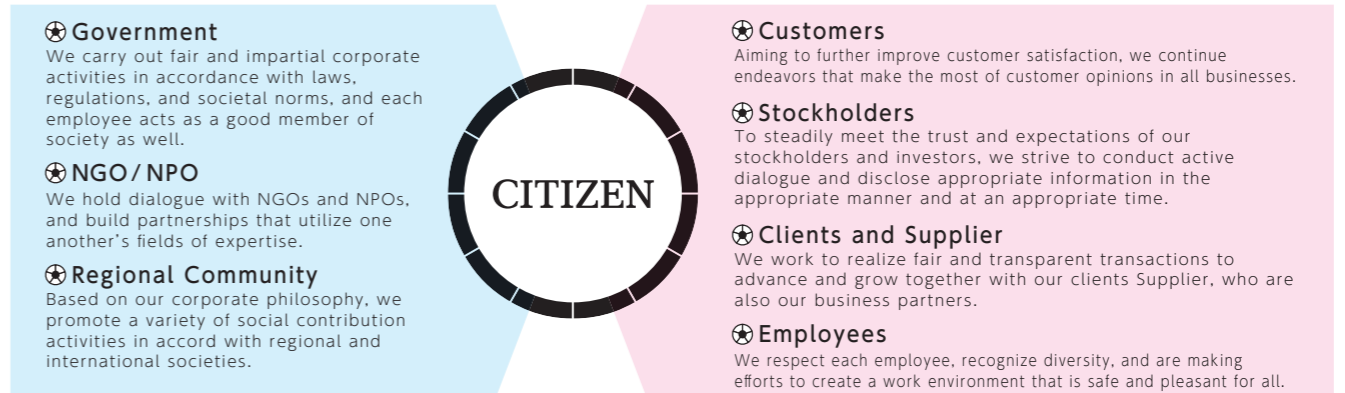 Government
We carry out fair and impartial corporate
activities in accordance with laws,
regulations, and societal norms, and each
employee acts as a good member of
society as well.
NGO / NPO
We hold dialogue with NGOs and NPOs,
and build partnerships that utilize one
another's fields of expertise.
Regional Community
Based on our corporate philosophy, we
promote a variety of social contribution
activities in accord with regional and
international societies.
CITIZEN
Customers
Aiming to further improve customer satisfaction, we continue
endeavors that make the most of customer opinions in all businesses.
Stockholders
To steadily meet the trust and expectations of our
stockholders and investors, we strive to conduct active
dialogue and disclose appropriate information in the
appropriate manner and at an appropriate time.
Clients and Supplier
We work to realize fair and transparent transactions to
advance and grow together with our clients Supplier, who are
also our business partners.
Employees
We respect each employee, recognize diversity, and are making
efforts to create a work environment that is safe and pleasant for all.